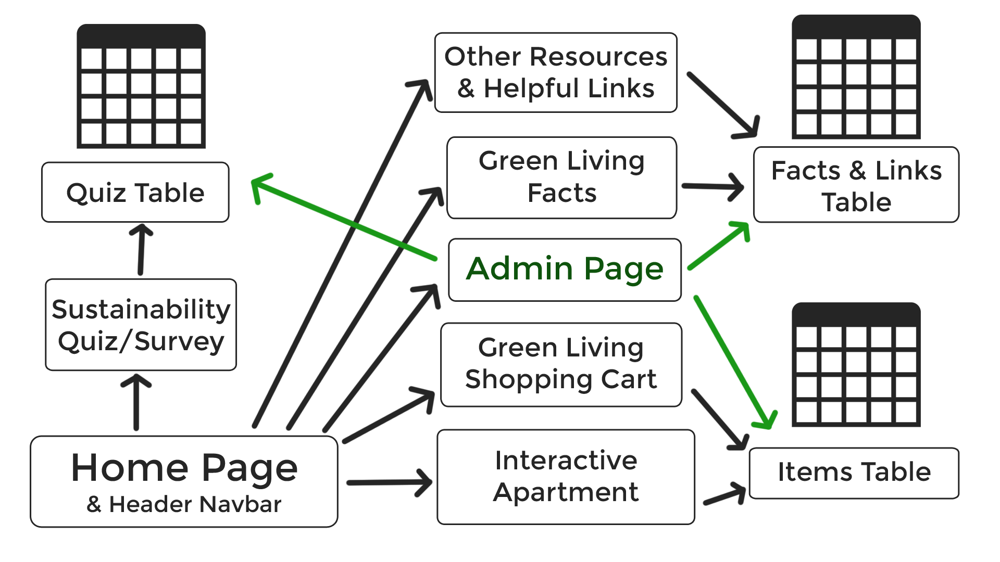 Quiz Table
Sustainability
Quiz/Survey
Home Page
& Header Navbar
Other Resources
& Helpful Links
Green Living
Facts
Admin Page
Green Living
Shopping Cart
Interactive
Apartment
Facts & Links
Table
Items Table